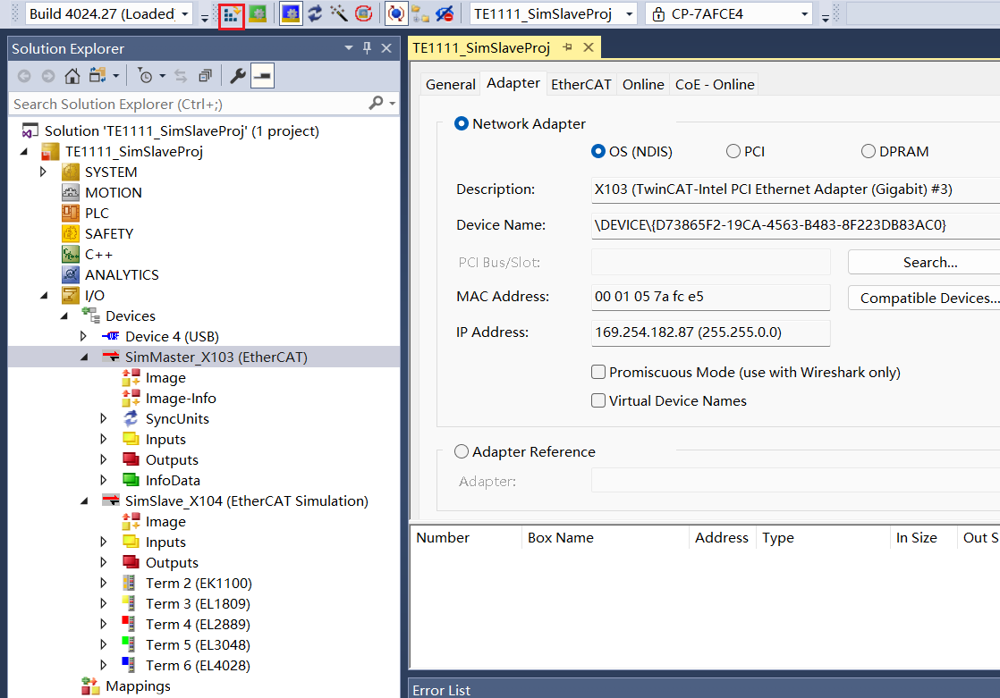 Build 4024.27 (Loaded)
TE1111_SimSlaveProj
CP-7AFCE4
Solution Explorer
Search Solution Explorer (Ctrl+;)
Solution 'TE1111_SimSlaveProj' (1 project)
TE1111_SimSlaveProj
SYSTEM
MOTION
PLC
SAFETY
C++
ANALYTICS
I/O
Devices
Device 4 (USB)
SimMaster_X103 (EtherCAT)
Image
Image-Info
SyncUnits
Inputs
Outputs
InfoData
SimSlave_X104 (EtherCAT Simulation)
Image
Inputs
Outputs
Term 2 (EK1100)
Term 3 (EL1809)
Term 4 (EL2889)
Term 5 (EL3048)
Term 6 (EL4028)
Mappings
TE1111_SimSlaveProj
General Adapter EtherCAT Online CoE - Online
Network Adapter
OS (NDIS) PCI DPRAM
Description: X103 (TwinCAT-Intel PCI Ethernet Adapter (Gigabit) #3)
Device Name: \DEVICE\{D73865F2-19CA-4563-B483-8F223DB83AC0}
PCI Bus/Slot: Search...
MAC Address: 00 01 05 7a fc e5 Compatible Devices...
IP Address: 169.254.182.87 (255.255.0.0)
Promiscuous Mode (use with Wireshark only)
Virtual Device Names
Adapter Reference
Adapter:
Number Box Name Address Type In Size Out S
Error List